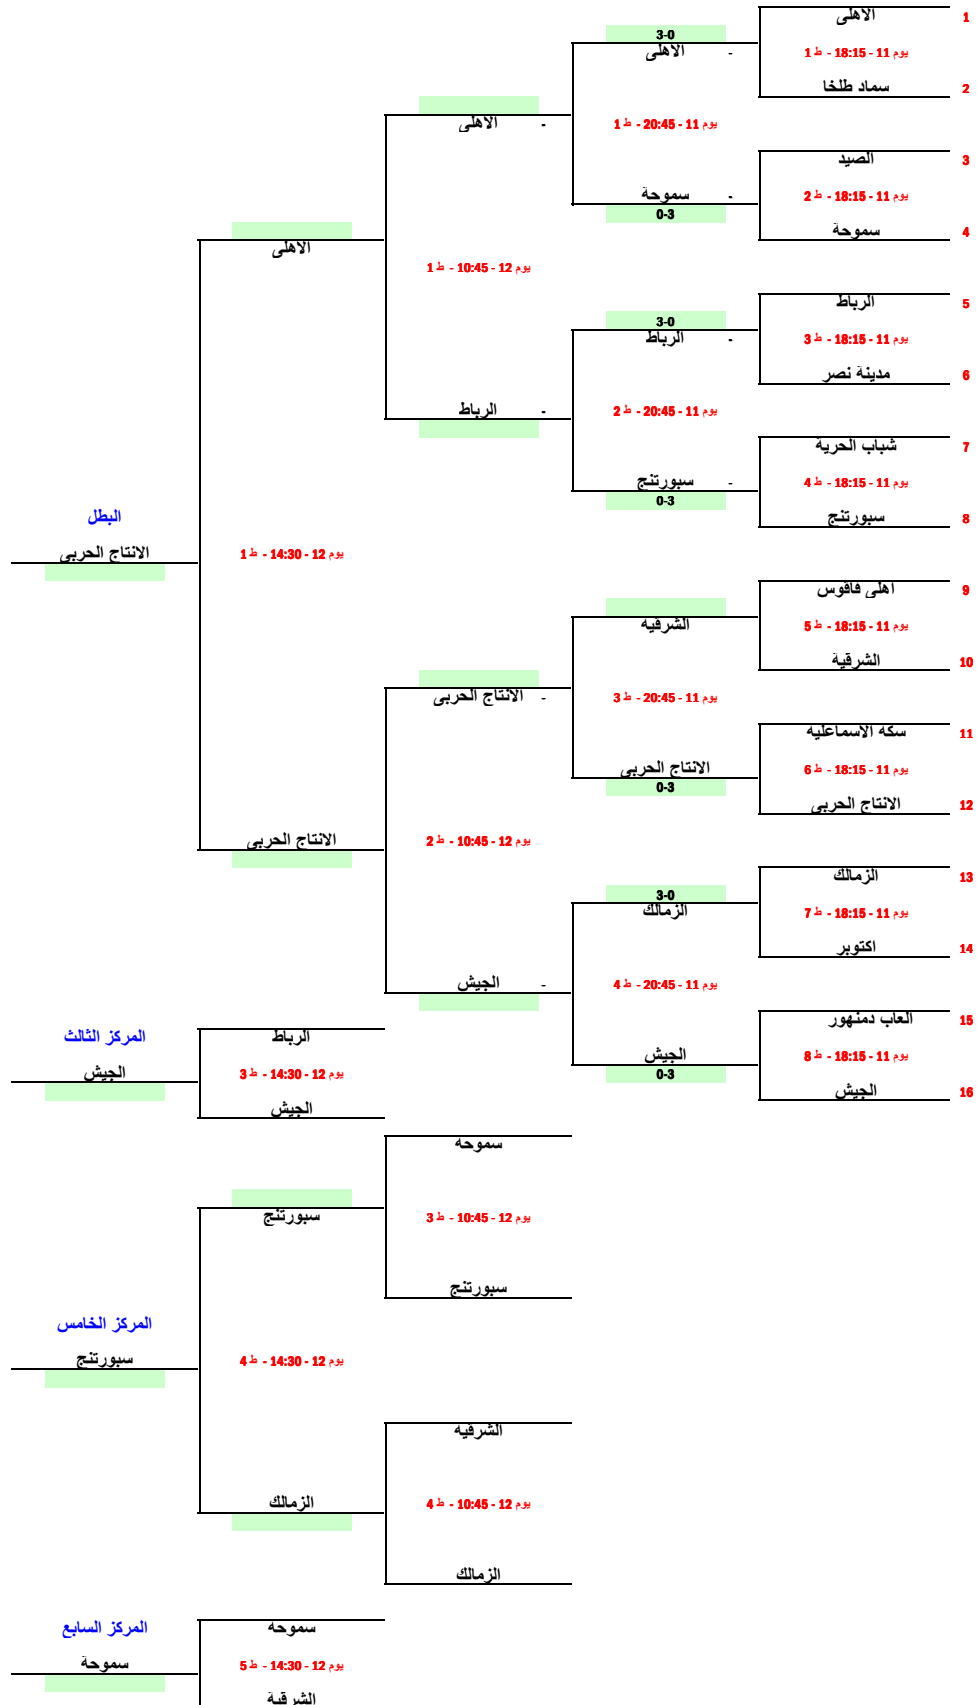 الاهلى 1
3-0
الاهلى -
يوم 11 - 18:15 - ط 1
سماد طلخا 2
الاهلى -
يوم 11 - 20:45 - ط 1
الصيد 3
سموحة -
0-3
يوم 11 - 18:15 - ط 2
سموحة 4
الاهلى
يوم 12 - 10:45 - ط 1
الرباط 5
3-0
الرباط -
يوم 11 - 18:15 - ط 3
مدينة نصر 6
الرباط -
يوم 11 - 20:45 - ط 2
شباب الحرية 7
سبورتنج -
0-3
يوم 11 - 18:15 - ط 4
سبورتنج 8
البطل
الانتاج الحربى
يوم 12 - 14:30 - ط 1
اهلى فاقوس 9
الشرقيه
يوم 11 - 18:15 - ط 5
الشرقية 10
الانتاج الحربى -
يوم 11 - 20:45 - ط 3
سكه الاسماعليه 11
الانتاج الحربى
0-3
يوم 11 - 18:15 - ط 6
الانتاج الحربى 12
الانتاج الحربى
يوم 12 - 10:45 - ط 2
الزمالك 13
3-0
الزمالك
يوم 11 - 18:15 - ط 7
اكتوبر 14
الجيش -
يوم 11 - 20:45 - ط 4
العاب دمنهور 15
الجيش
0-3
يوم 11 - 18:15 - ط 8
الجيش 16
المركز الثالث
الرباط
الجيش
يوم 12 - 14:30 - ط 3
الجيش
سموحه
سبورتنج
يوم 12 - 10:45 - ط 3
سبورتنج
المركز الخامس
سبورتنج
يوم 12 - 14:30 - ط 4
الشرقيه
الزمالك
يوم 12 - 10:45 - ط 4
الزمالك
المركز السابع
سموحه
سموحة
يوم 12 - 14:30 - ط 5
الشرقية